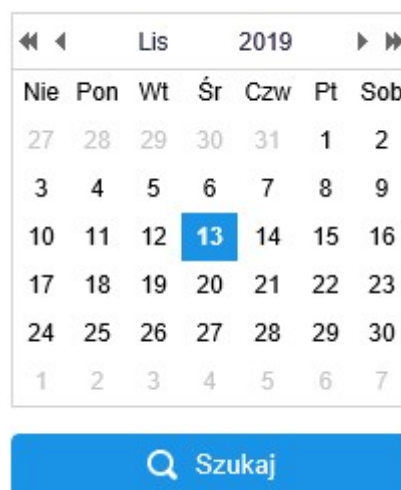 Lis 2019
Nie Pon Wt Śr Czw Pt Sob
27 28 29 30 31 1 2
3 4 5 6 7 8 9
10 11 12 13 14 15 16
17 18 19 20 21 22 23
24 25 26 27 28 29 30
1 2 3 4 5 6 7
Szukaj